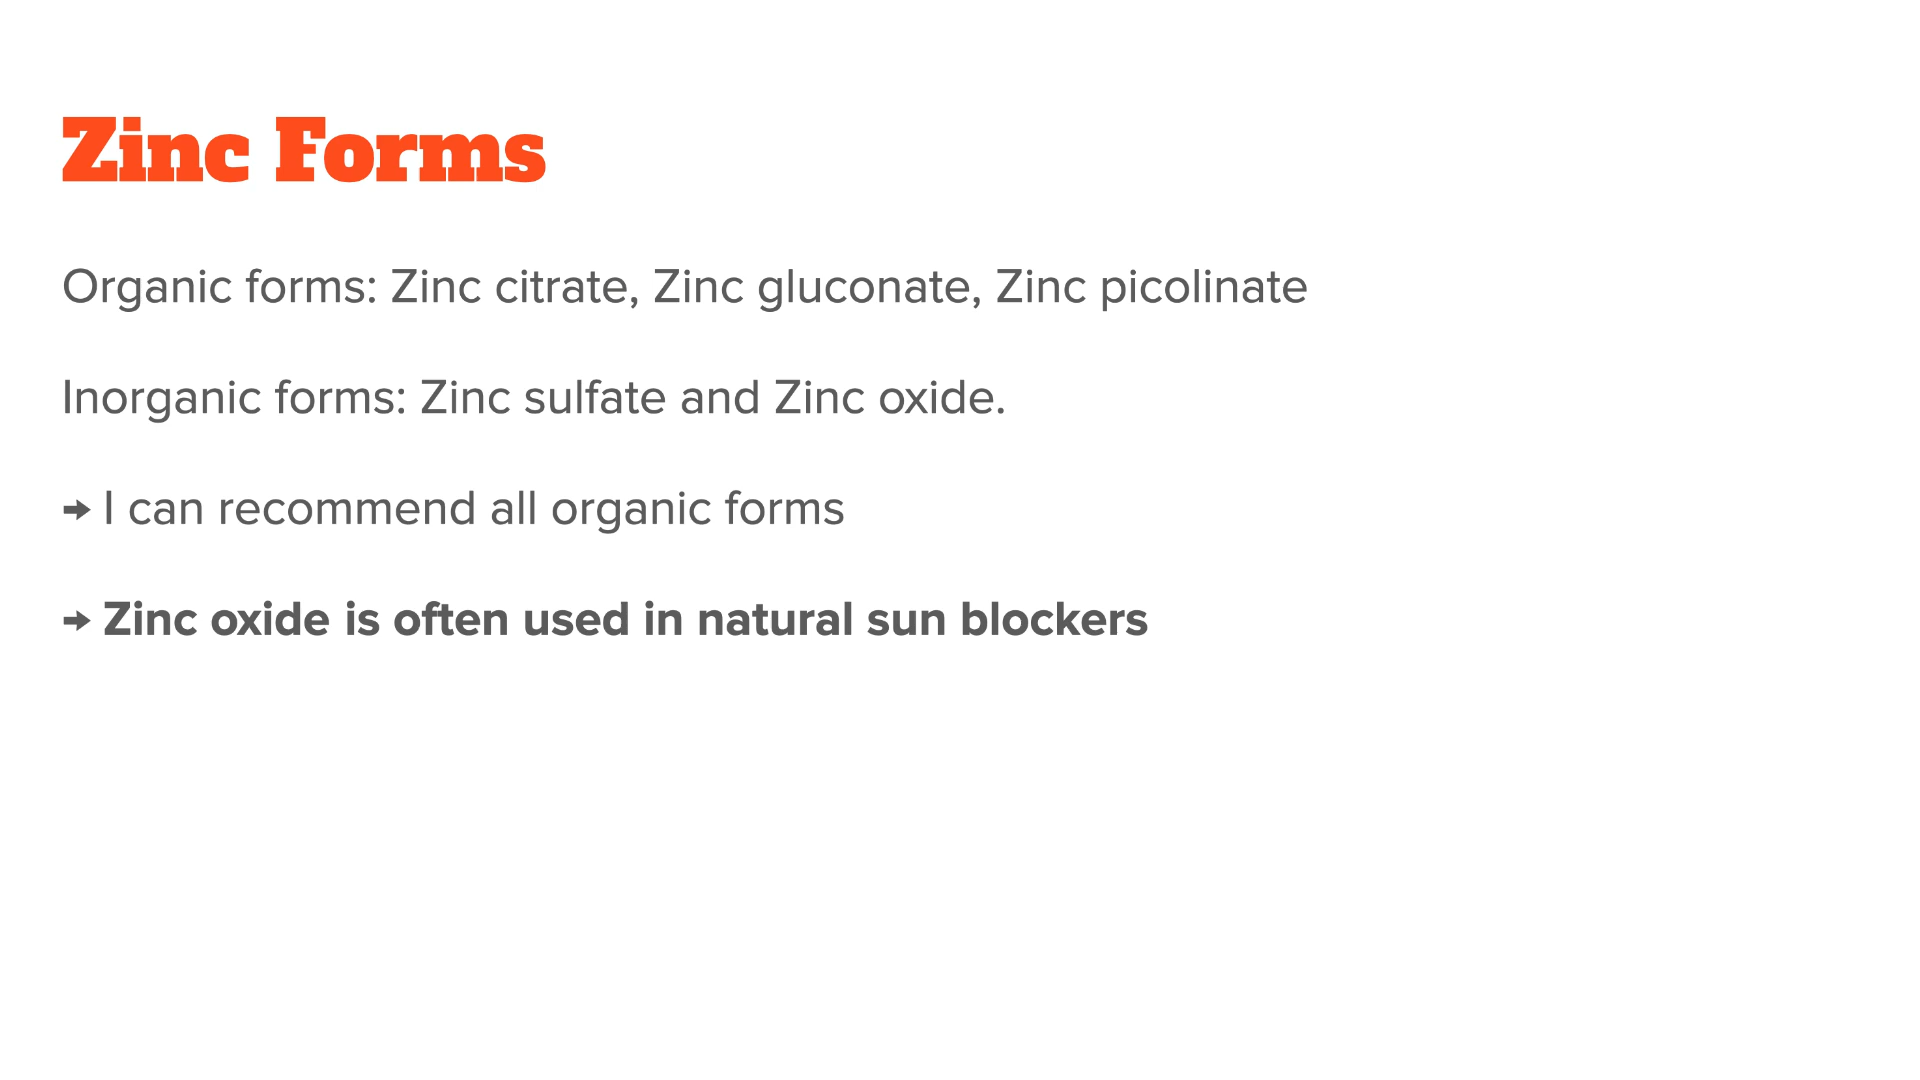 Zinc Forms
Organic forms: Zinc citrate, Zinc gluconate, Zinc picolinate
Inorganic forms: Zinc sulfate and Zinc oxide.
➜ I can recommend all organic forms
➜ Zinc oxide is often used in natural sun blockers